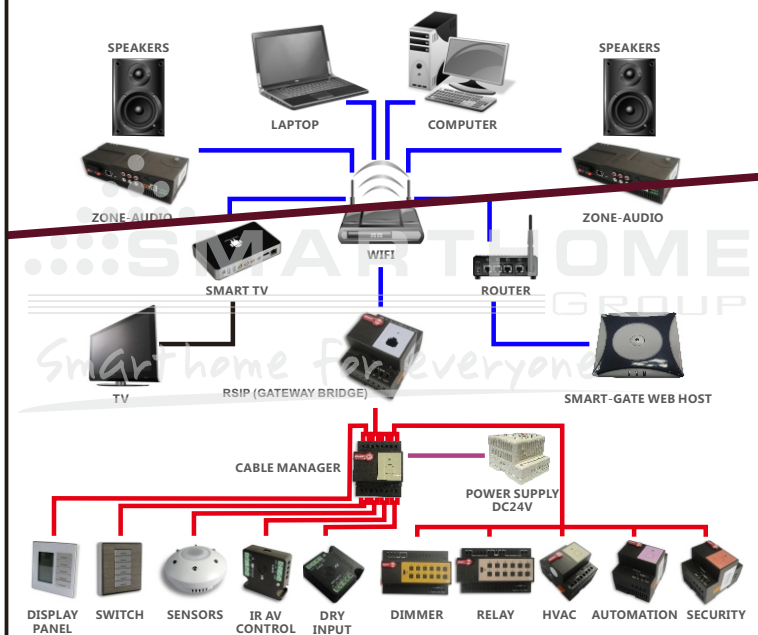 SPEAKERS
SPEAKERS
LAPTOP
COMPUTER
ZONE-AUDIO
ZONE-AUDIO
WIFI
SMARTHOME
SMART TV
ROUTER
GROUP
Smarthome for everyone
TV
RSIP (GATEWAY BRIDGE)
SMART-GATE WEB HOST
CABLE MANAGER
POWER SUPPLY
DC24V
DISPLAY
PANEL
SWITCH
SENSORS
IR AV
CONTROL
DRY
INPUT
DIMMER
RELAY
HVAC
AUTOMATION
SECURITY